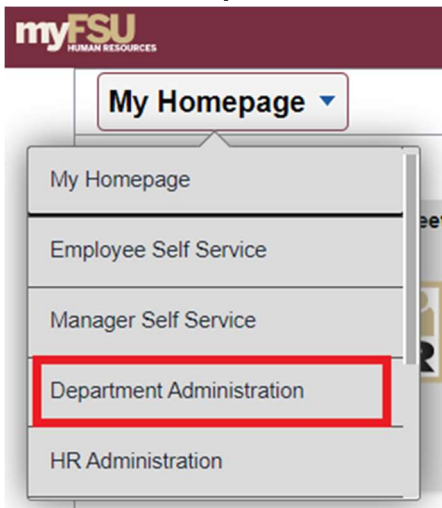 myFSU
HUMAN RESOURCES
My Homepage
My Homepage
Employee Self Service
Manager Self Service
Department Administration
HR Administration